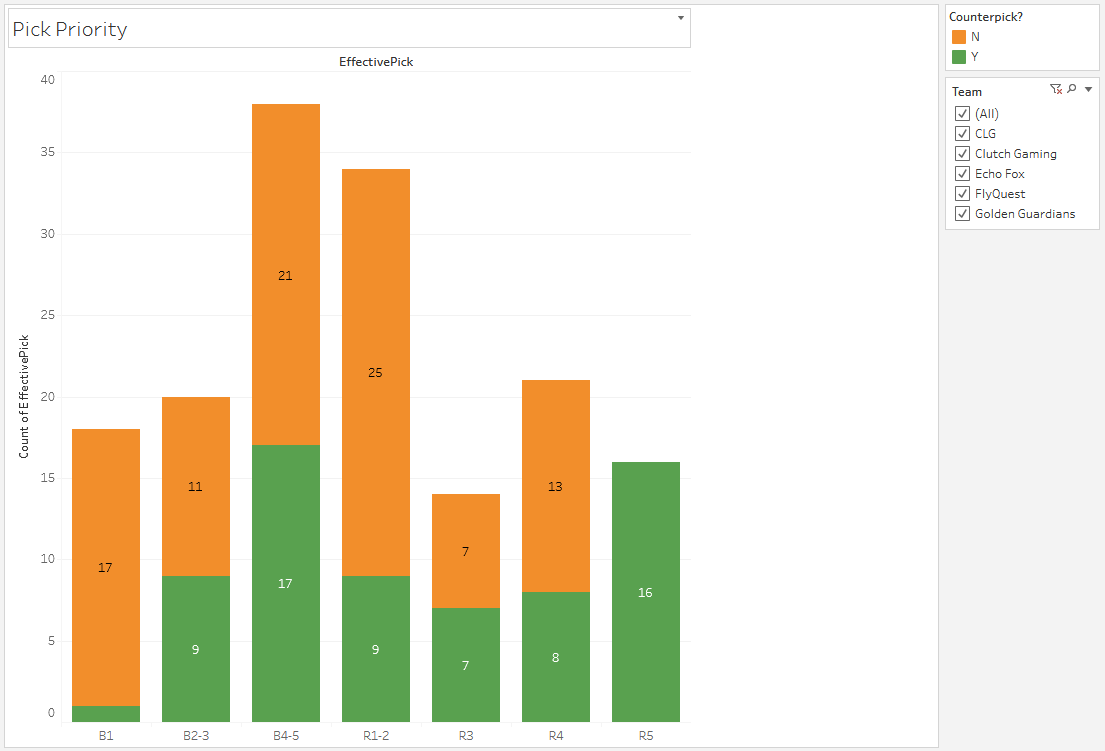 Pick Priority
EffectivePick
Count of EffectivePick
40
35
30
25
20
15
10
5
0
21
25
17
11
13
7
17
9
9
7
8
16
B1
B2-3
B4-5
R1-2
R3
R4
R5
Counterpick?
N
Y
Team
(All)
CLG
Clutch Gaming
Echo Fox
FlyQuest
Golden Guardians